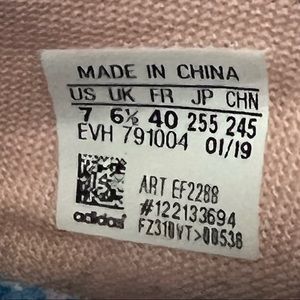 MADE IN CHINA
US UK FR JP CHN
7 6½ 40 255 245
EVH 791004 01/19
ART EF2288
#122133694
adidas FZ310VT>00538